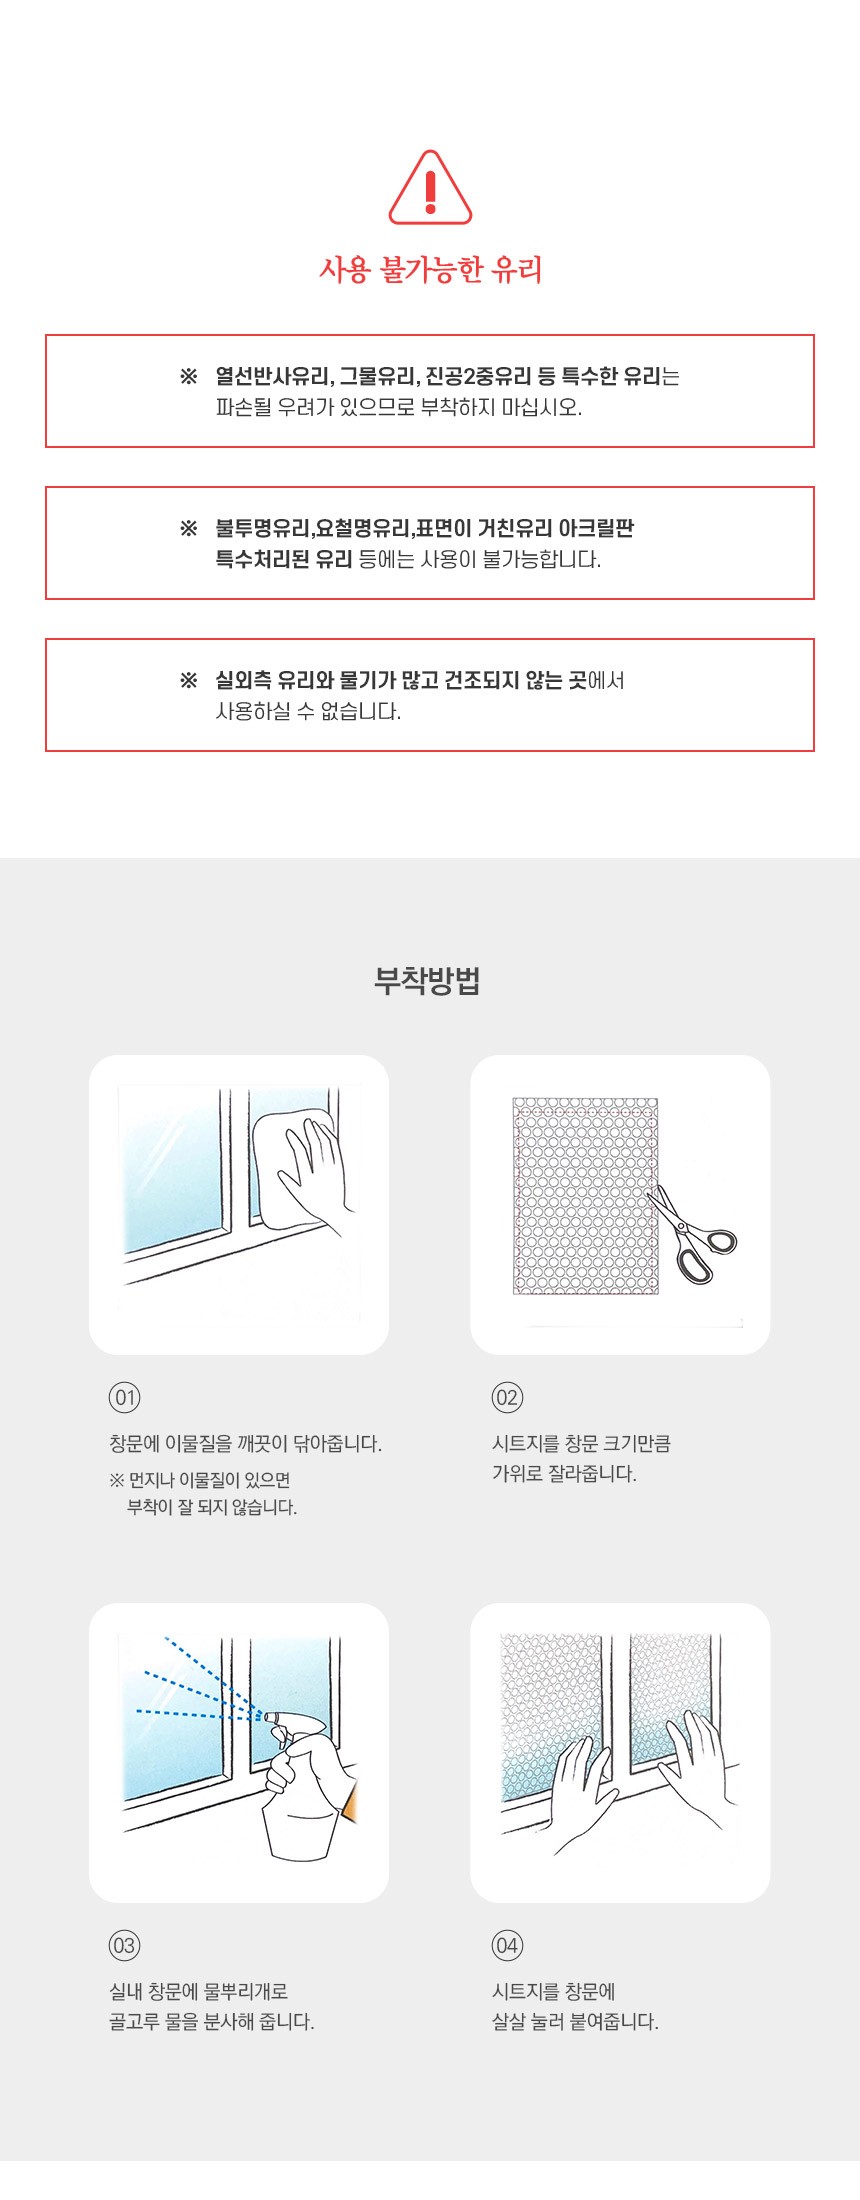 사용 불가능한 유리
※ 열선반사유리, 그물유리, 진공2중유리 등 특수한 유리는
파손될 우려가 있으므로 부착하지 마십시오.
※ 불투명유리,요철명유리,표면이 거친유리 아크릴판
특수처리된 유리 등에는 사용이 불가능합니다.
※ 실외측 유리와 물기가 많고 건조되지 않는 곳에서
사용하실 수 없습니다.
부착방법
01
창문에 이물질을 깨끗이 닦아줍니다.
※ 먼지나 이물질이 있으면
부착이 잘 되지 않습니다.
02
시트지를 창문 크기만큼
가위로 잘라줍니다.
03
실내 창문에 물뿌리개로
골고루 물을 분사해 줍니다.
04
시트지를 창문에
살살 눌러 붙여줍니다.